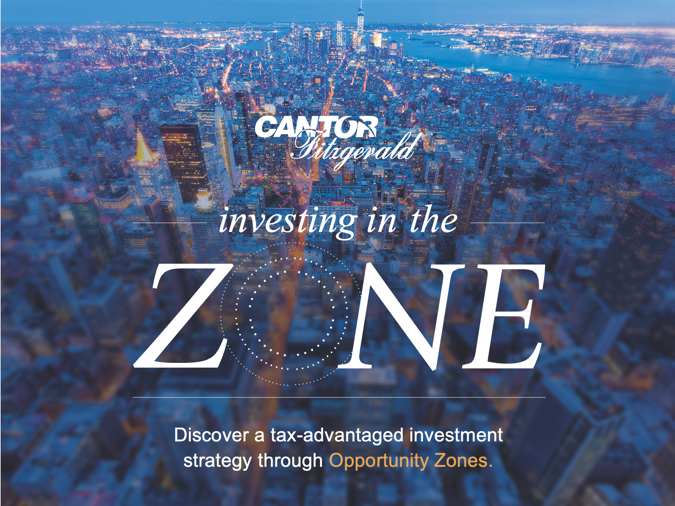 CANTOR
Fitzgerald
investing in the
ZONE
Discover a tax-advantaged investment
strategy through Opportunity Zones.